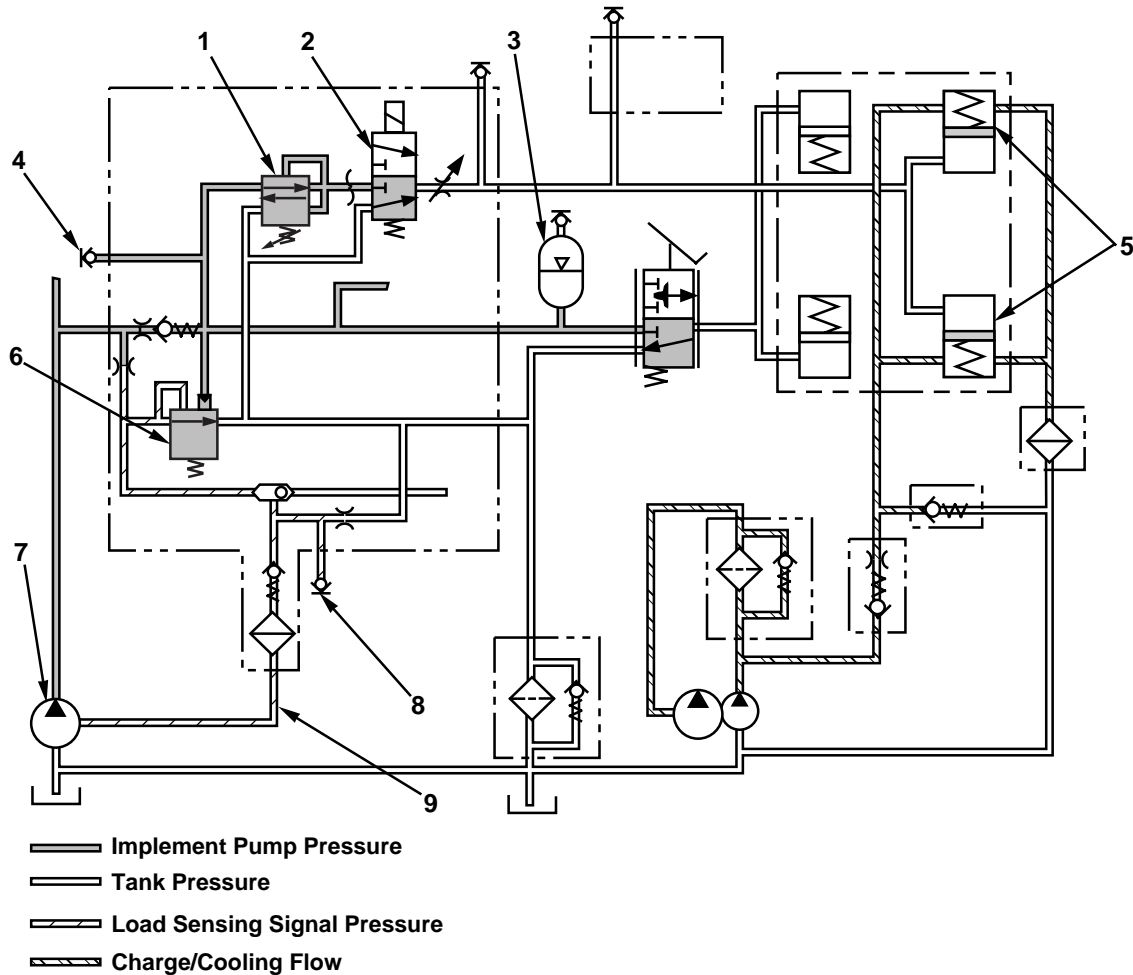 1
2
3
4
5
6
7
8
9
Implement Pump Pressure
Tank Pressure
Load Sensing Signal Pressure
Charge/Cooling Flow